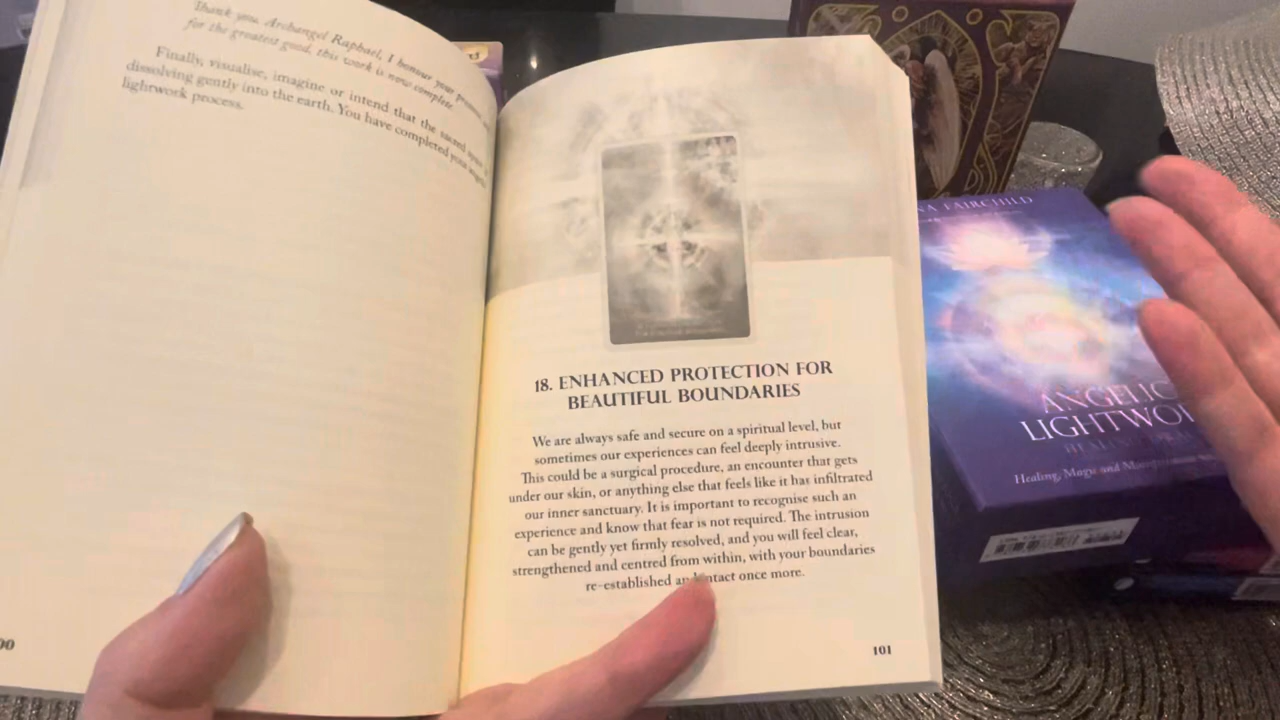 Thank you, Archangel Raphael, I honour your
for the greatest good, this work is now complete.
Finally, visualise, imagine or intend that the sacred space
dissolving gently into the earth. You have completed your
lightwork process.
00
18. ENHANCED PROTECTION FOR
BEAUTIFUL BOUNDARIES
We are always safe and secure on a spiritual level, but
sometimes our experiences can feel deeply intrusive.
This could be a surgical procedure, an encounter that gets
under our skin, or anything else that feels like it has infiltrated
our inner sanctuary. It is important to recognise such an
experience and know that fear is not required. The intrusion
can be gently yet firmly resolved, and you will feel clear,
strengthened and centred from within, with your boundaries
re-established and intact once more.
101
NA FAIRCHILD
ANGELIC
LIGHTWO
Healing, Magic and